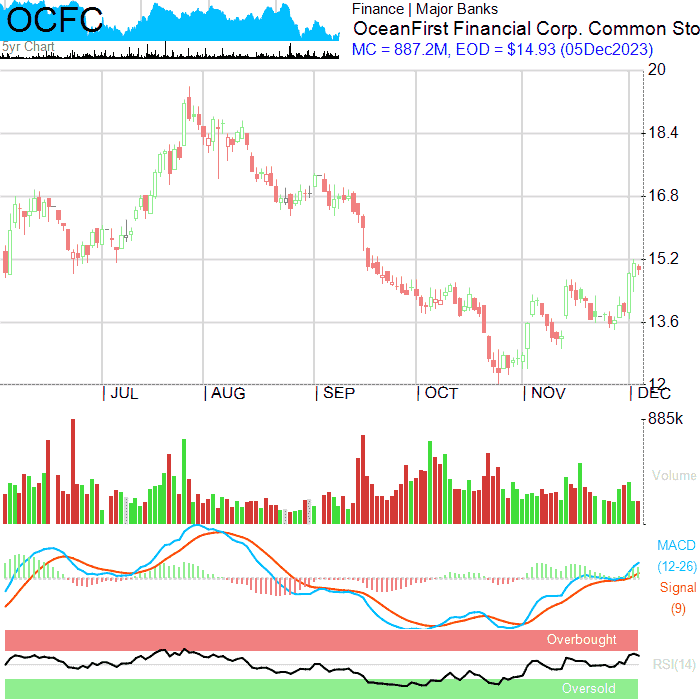 OCFC
5yr Chart
Finance | Major Banks
OceanFirst Financial Corp. Common Sto
MC = 887.2M, EOD = $14.93 (05Dec2023)
20
18.4
16.8
15.2
13.6
12
JUL AUG SEP OCT NOV DEC
885k
Volume
MACD
(12-26)
Signal
(9)
Overbought
RSI(14)
Oversold